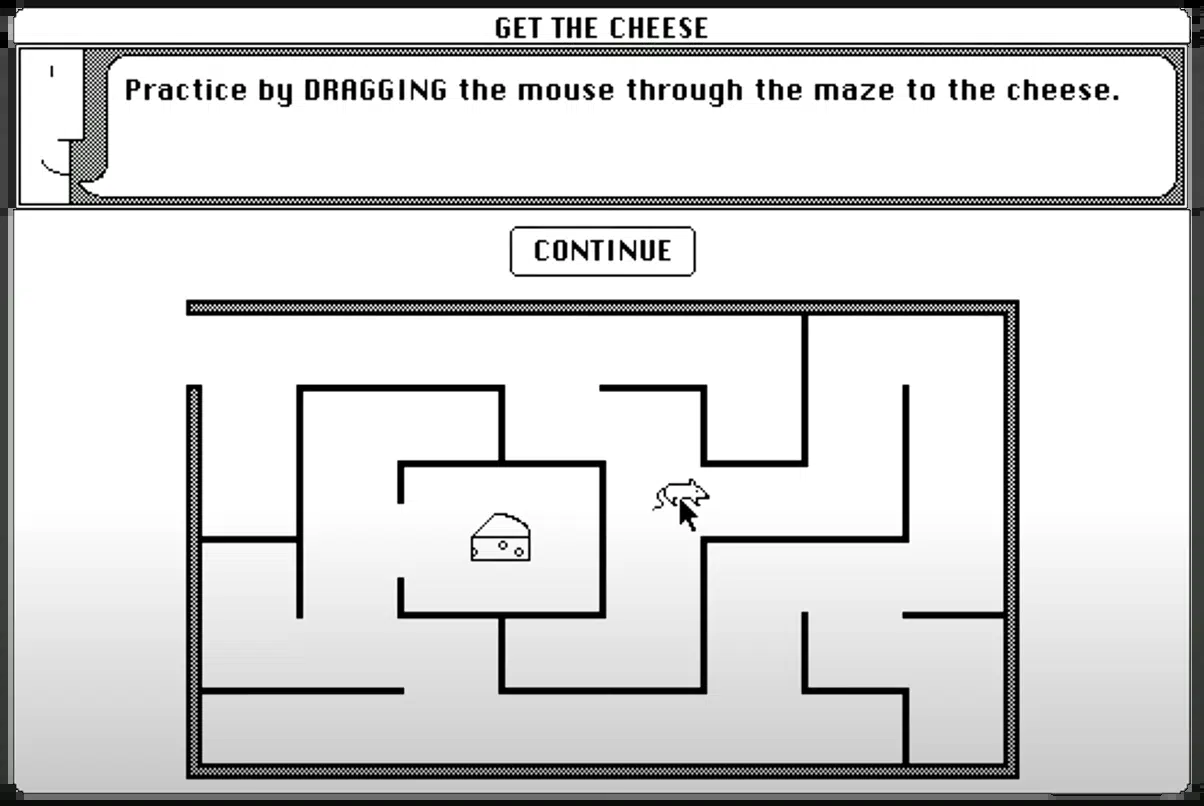 GET THE CHEESE
Practice by DRAGGING the mouse through the maze to the cheese.
CONTINUE